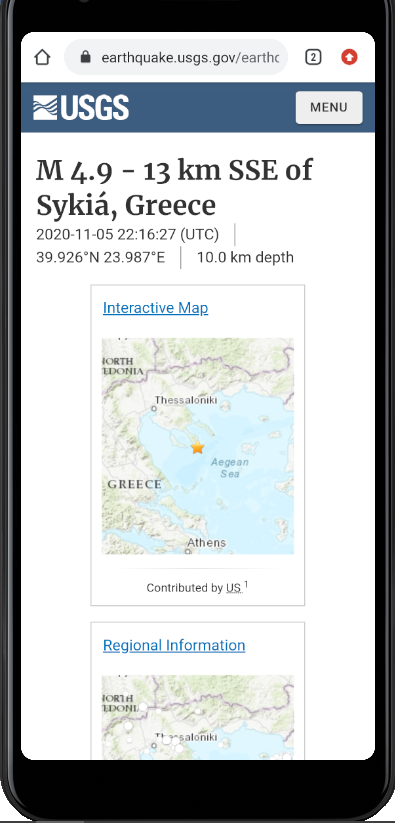 2
earthquake.usgs.gov/earthc
USGS
MENU
M 4.9 - 13 km SSE of
Sykiá, Greece
2020-11-05 22:16:27 (UTC)
39.926°N 23.987°E
10.0 km depth
Interactive Map
NORTH
EDONIA
Thessaloniki
Aegean
Sea
GREECE
Athens
Contributed by US 1
Regional Information
NORTH
EDONI
Thessaloniki